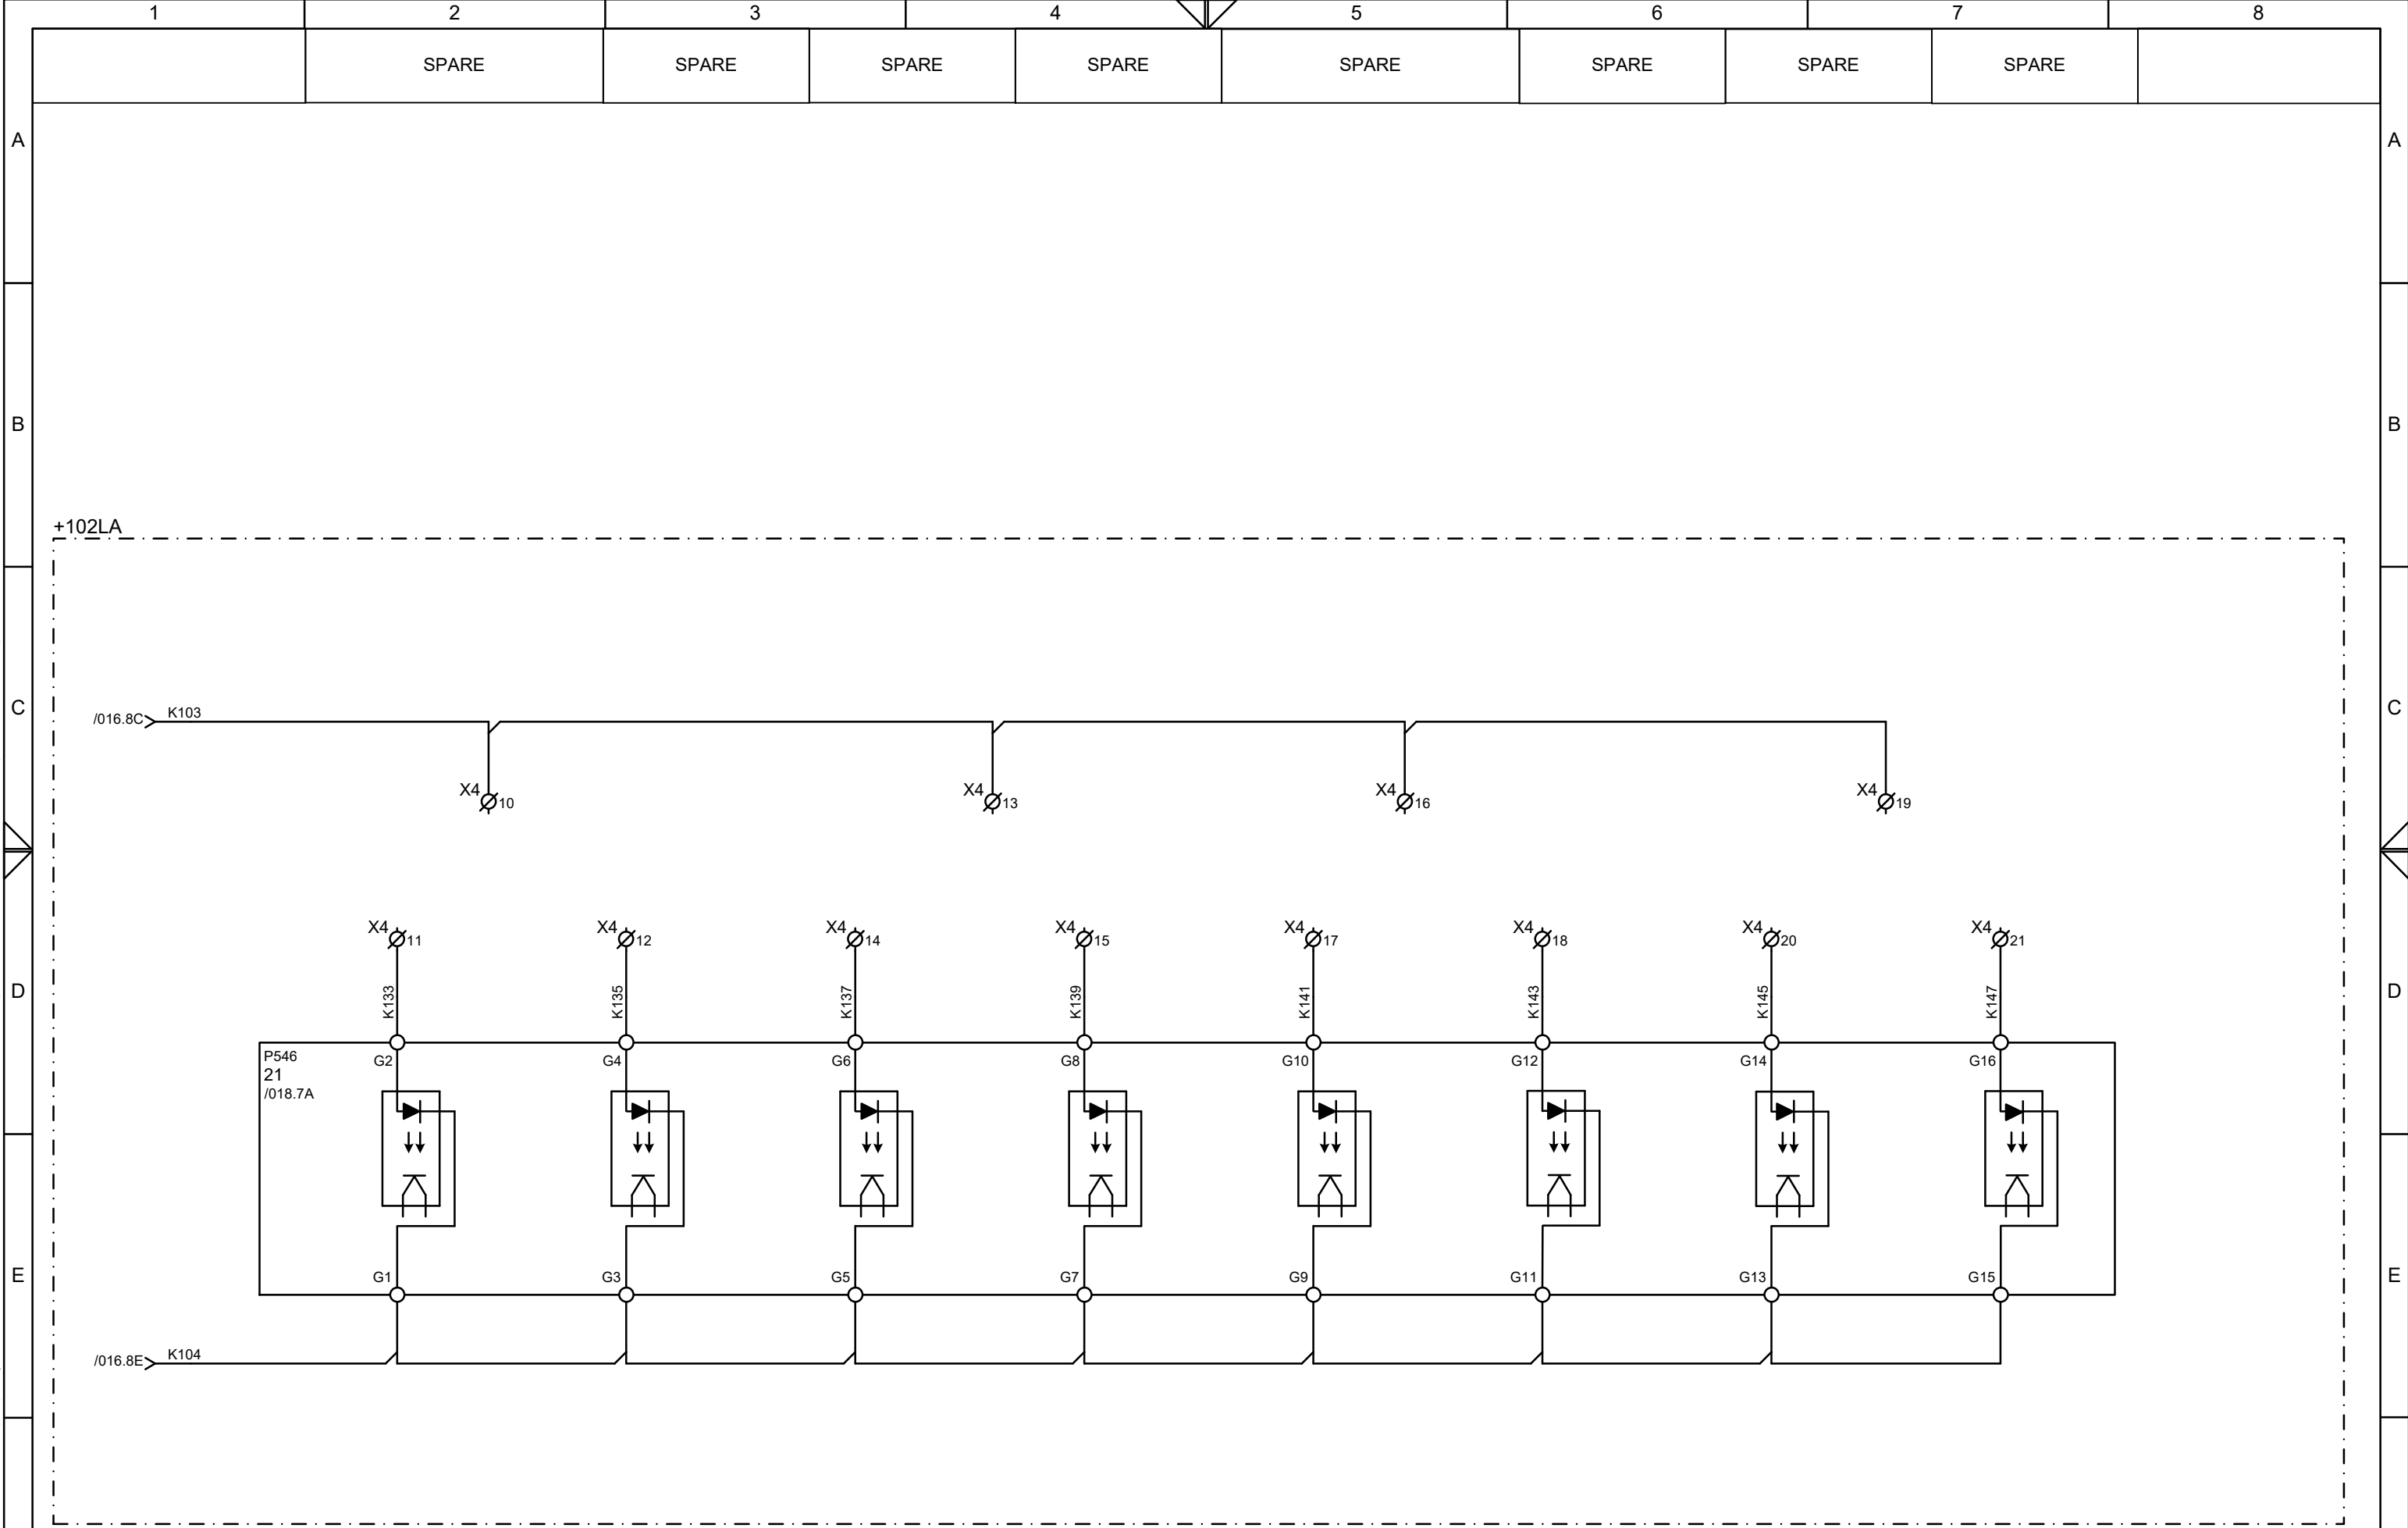 1 2 3 4 5 6 7 8
SPARE SPARE SPARE SPARE SPARE SPARE SPARE SPARE
A A
B B
+102LA
C C
/016.8C K103
X4 10 X4 13 X4 16 X4 19
X4 11 X4 12 X4 14 X4 15 X4 17 X4 18 X4 20 X4 21
D D
K133 K135 K137 K139 K141 K143 K145 K147
P546
21
/018.7A
G2 G4 G6 G8 G10 G12 G14 G16
E E
G1 G3 G5 G7 G9 G11 G13 G15
/016.8E K104